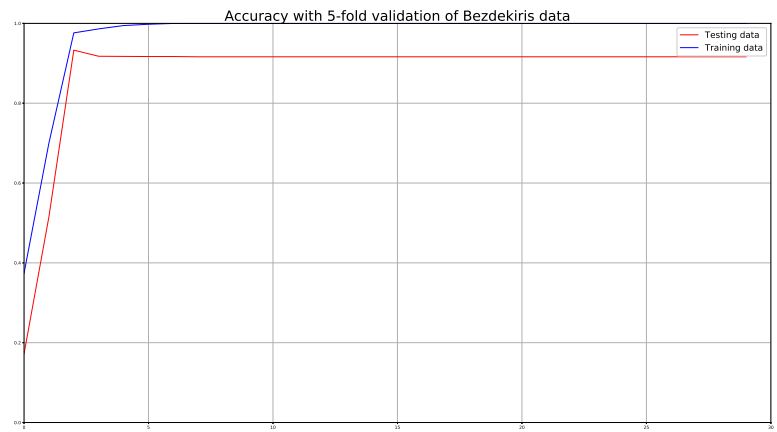 Accuracy with 5-fold validation of Bezdekiris data
Testing data
Training data
1.0
0.8
0.6
0.4
0.2
0.0
0 5 10 15 20 25 30